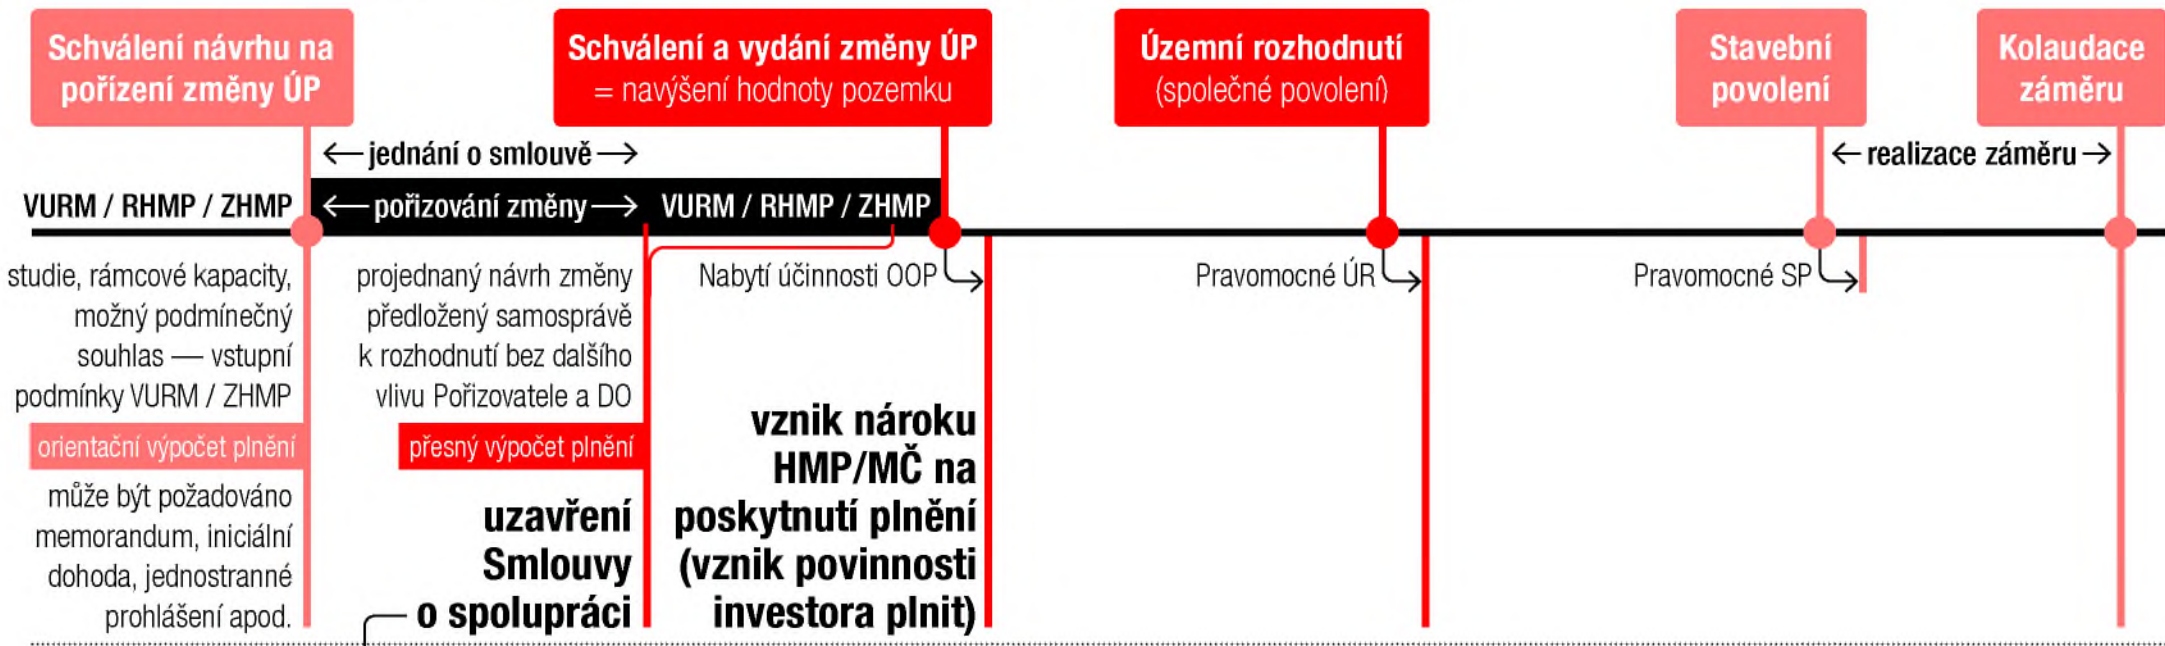 Schválení návrhu na
pořízení změny ÚP
Schválení a vydání změny ÚP
= navýšení hodnoty pozemku
Územní rozhodnutí
(společné povolení)
Stavební
povolení
Kolaudace
záměru
jednání o smlouvě
realizace záměru
VURM / RHMP / ZHMP
pořizování změny
VURM / RHMP / ZHMP
studie, rámcové kapacity,
možný podmínečný
souhlas — vstupní
podmínky VURM / ZHMP
orientační výpočet plnění
může být požadováno
memorandum, iniciální
dohoda, jednostranné
prohlášení apod.
projednaný návrh změny
předložený samosprávě
k rozhodnutí bez dalšího
vlivu Pořizovatele a DO
přesný výpočet plnění
uzavření
Smlouvy
o spolupráci
Nabytí účinnosti OOP
vznik nároku
HMP/MČ na
poskytnutí plnění
(vznik povinnosti
investora plnit)
Pravomocné ÚR
Pravomocné SP